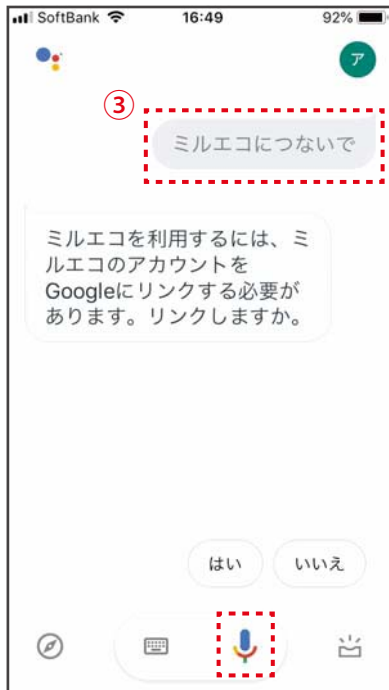 SoftBank 16:49 92%
ア
③
ミルエコにつないで
ミルエコを利用するには、ミ
ルエコのアカウントを
Googleにリンクする必要が
あります。リンクしますか。
はい いいえ